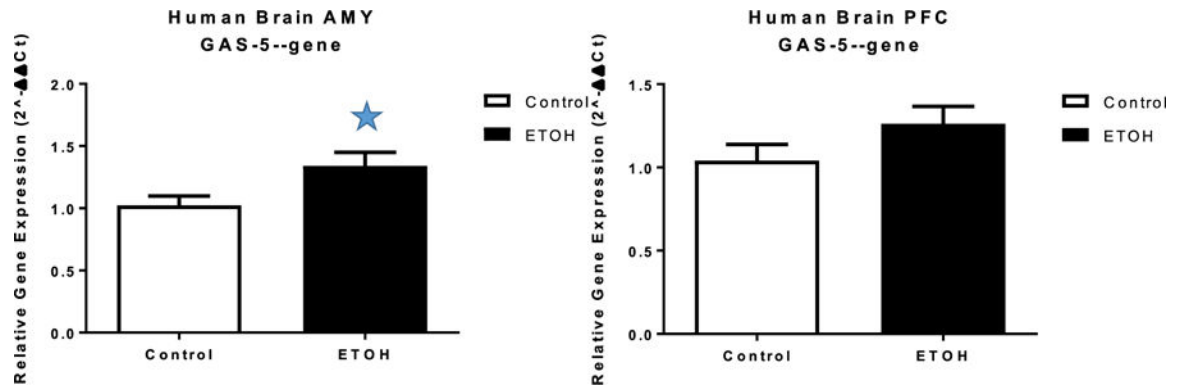 Human Brain AMY
GAS-5--gene
Relative Gene Expression (2^-▲▲Ct)
2.0
1.5
1.0
0.5
0.0
Control
ETOH
Control
ETOH
Human Brain PFC
GAS-5--gene
Relative Gene Expression (2^-▲▲Ct)
1.5
1.0
0.5
0.0
Control
ETOH
Control
ETOH